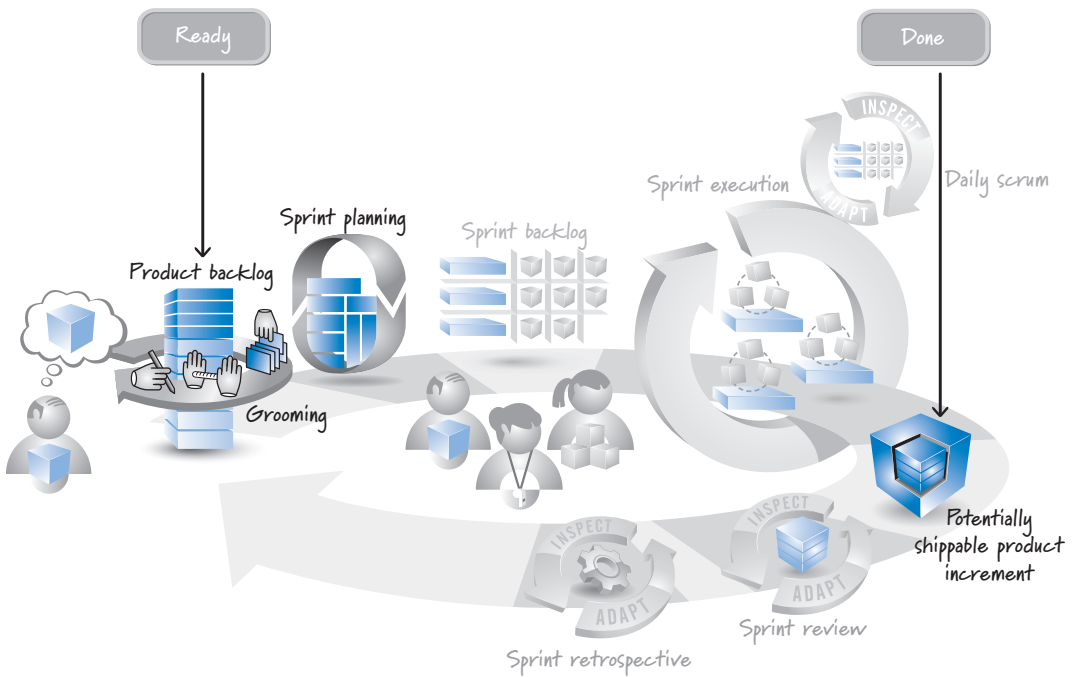 Ready
Done
INSPECT
ADAPT
Daily scrum
Sprint execution
Sprint planning
Sprint backlog
Product backlog
Grooming
Potentially
shippable product
increment
INSPECT
ADAPT
Sprint review
INSPECT
ADAPT
Sprint retrospective